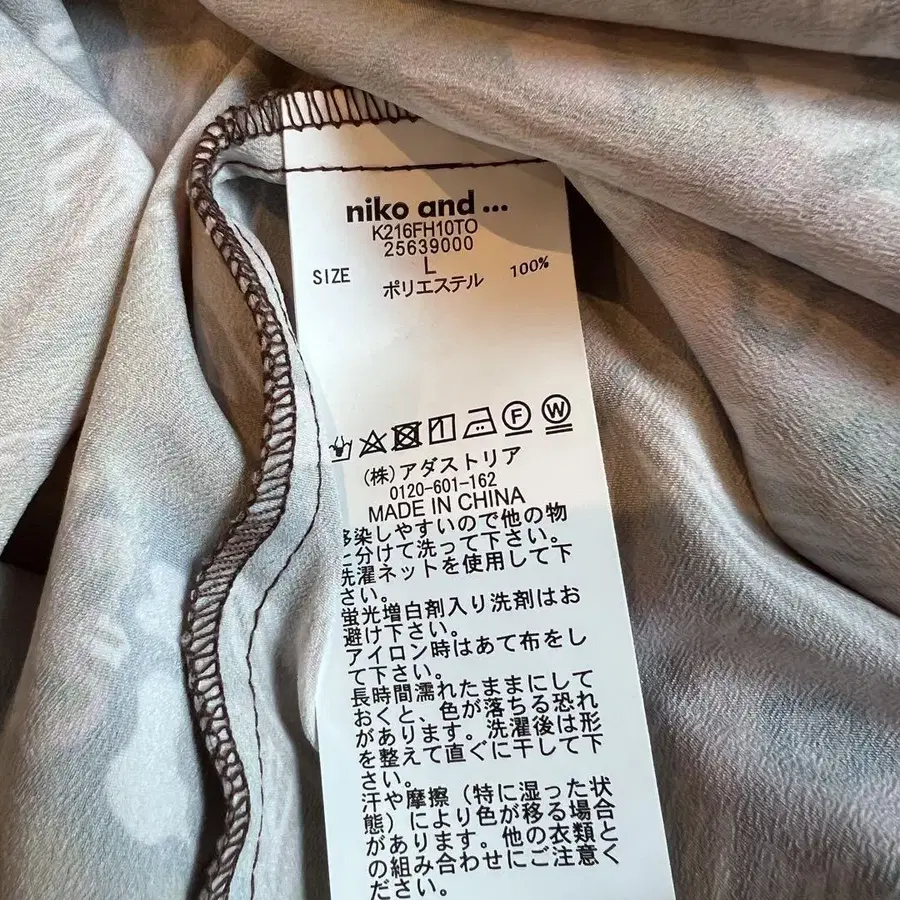 niko and ...
K216FH10TO
25639000
SIZE L
ポリエステル 100%
F W
(株)アダストリア
0120-601-162
MADE IN CHINA
移染しやすいので他の物
と分けて洗って下さい。
洗濯ネットを使用して下
さい。
蛍光増白剤入り洗剤はお
避け下さい。
アイロン時はあて布をし
て下さい。
長時間濡れたままにして
おくと、色が落ちる恐れ
があります。洗濯後は形
を整えて直ぐに干して下
さい。
汗や摩擦（特に湿った状
態）により色が移る場合
があります。他の衣類と
の組み合わせにご注意く
ださい。